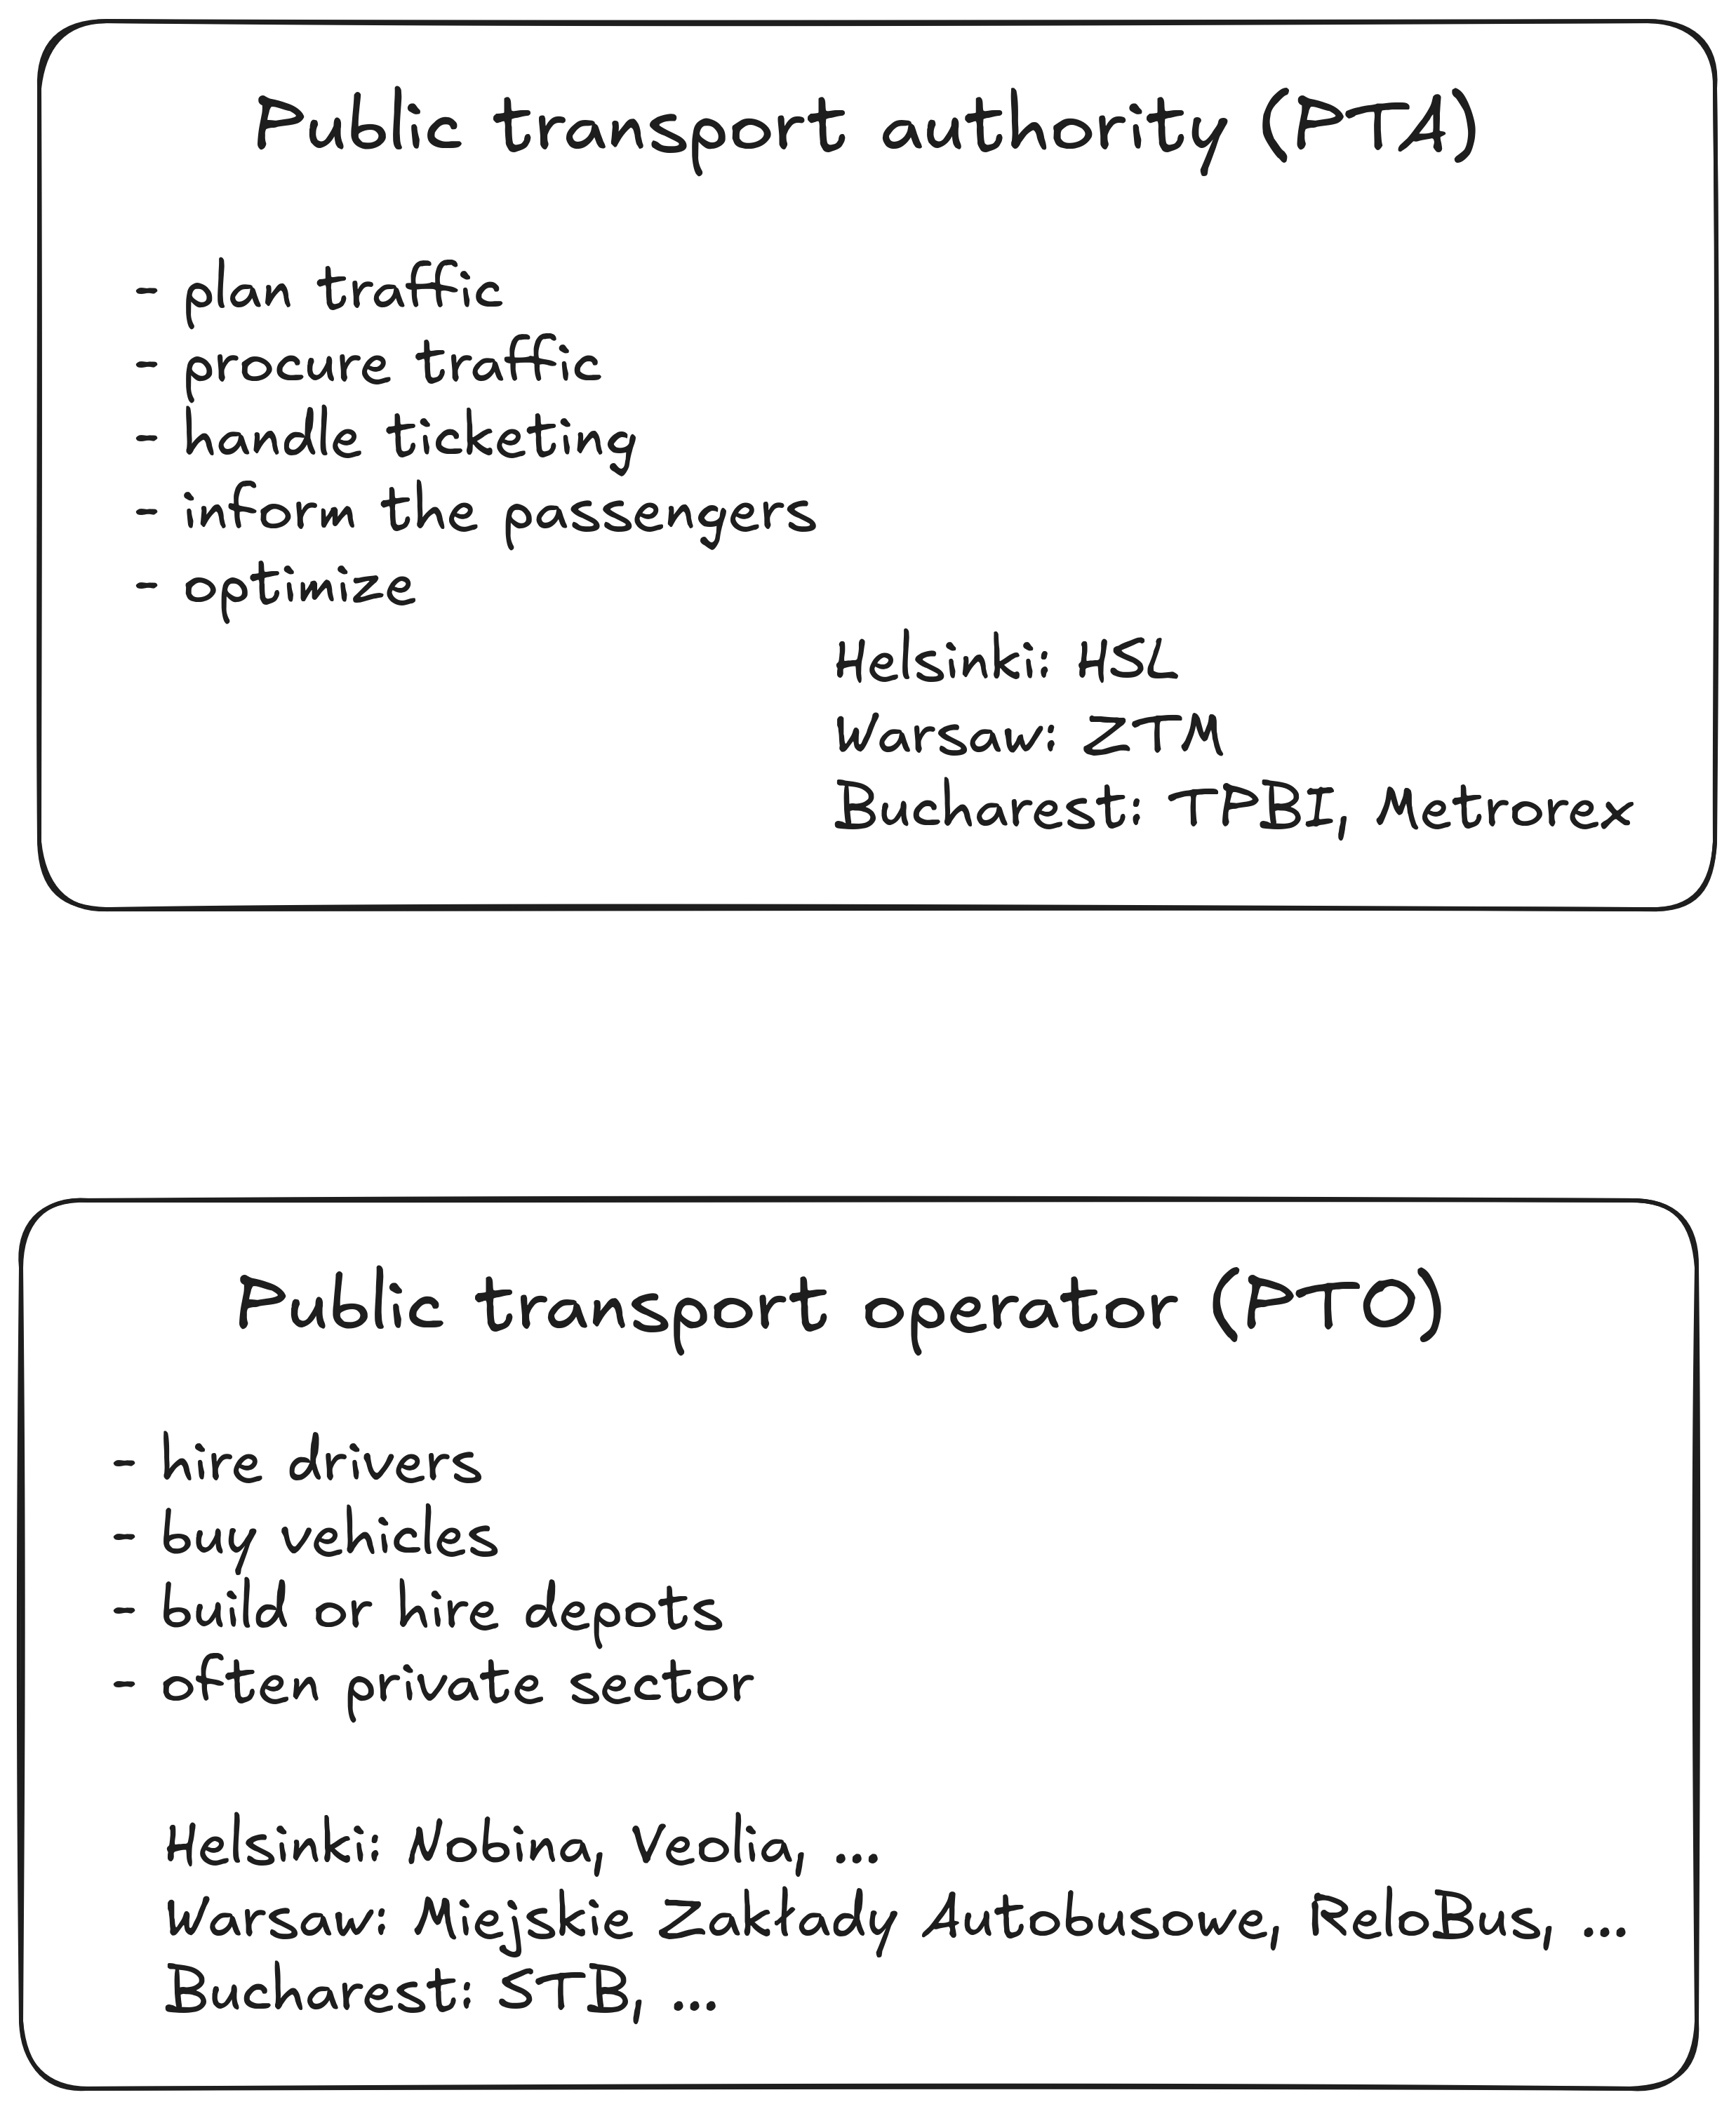 Public transport authority (PTA)
- plan traffic
- procure traffic
- handle ticketing
- inform the passengers
- optimize
Helsinki: HSL
Warsaw: ZTM
Bucharest: TPBI, Metrorex
Public transport operator (PTO)
- hire drivers
- buy vehicles
- build or hire depots
- often private sector
Helsinki: Nobina, Veolia, ...
Warsaw: Miejskie Zakłady Autobusowe, ReloBus, ...
Bucharest: STB, ...